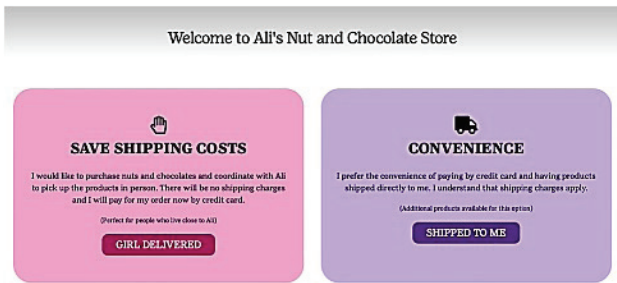 Welcome to Ali's Nut and Chocolate Store
SAVE SHIPPING COSTS
I would like to purchase nuts and chocolates and coordinate with Ali
to pick up the products in person. There will be no shipping charges
and I will pay for my order now by credit card.
(Perfect for people who live close to Ali)
GIRL DELIVERED
CONVENIENCE
I prefer the convenience of paying by credit card and having products
shipped directly to me. I understand that shipping charges apply.
(Additional products available for this option)
SHIPPED TO ME